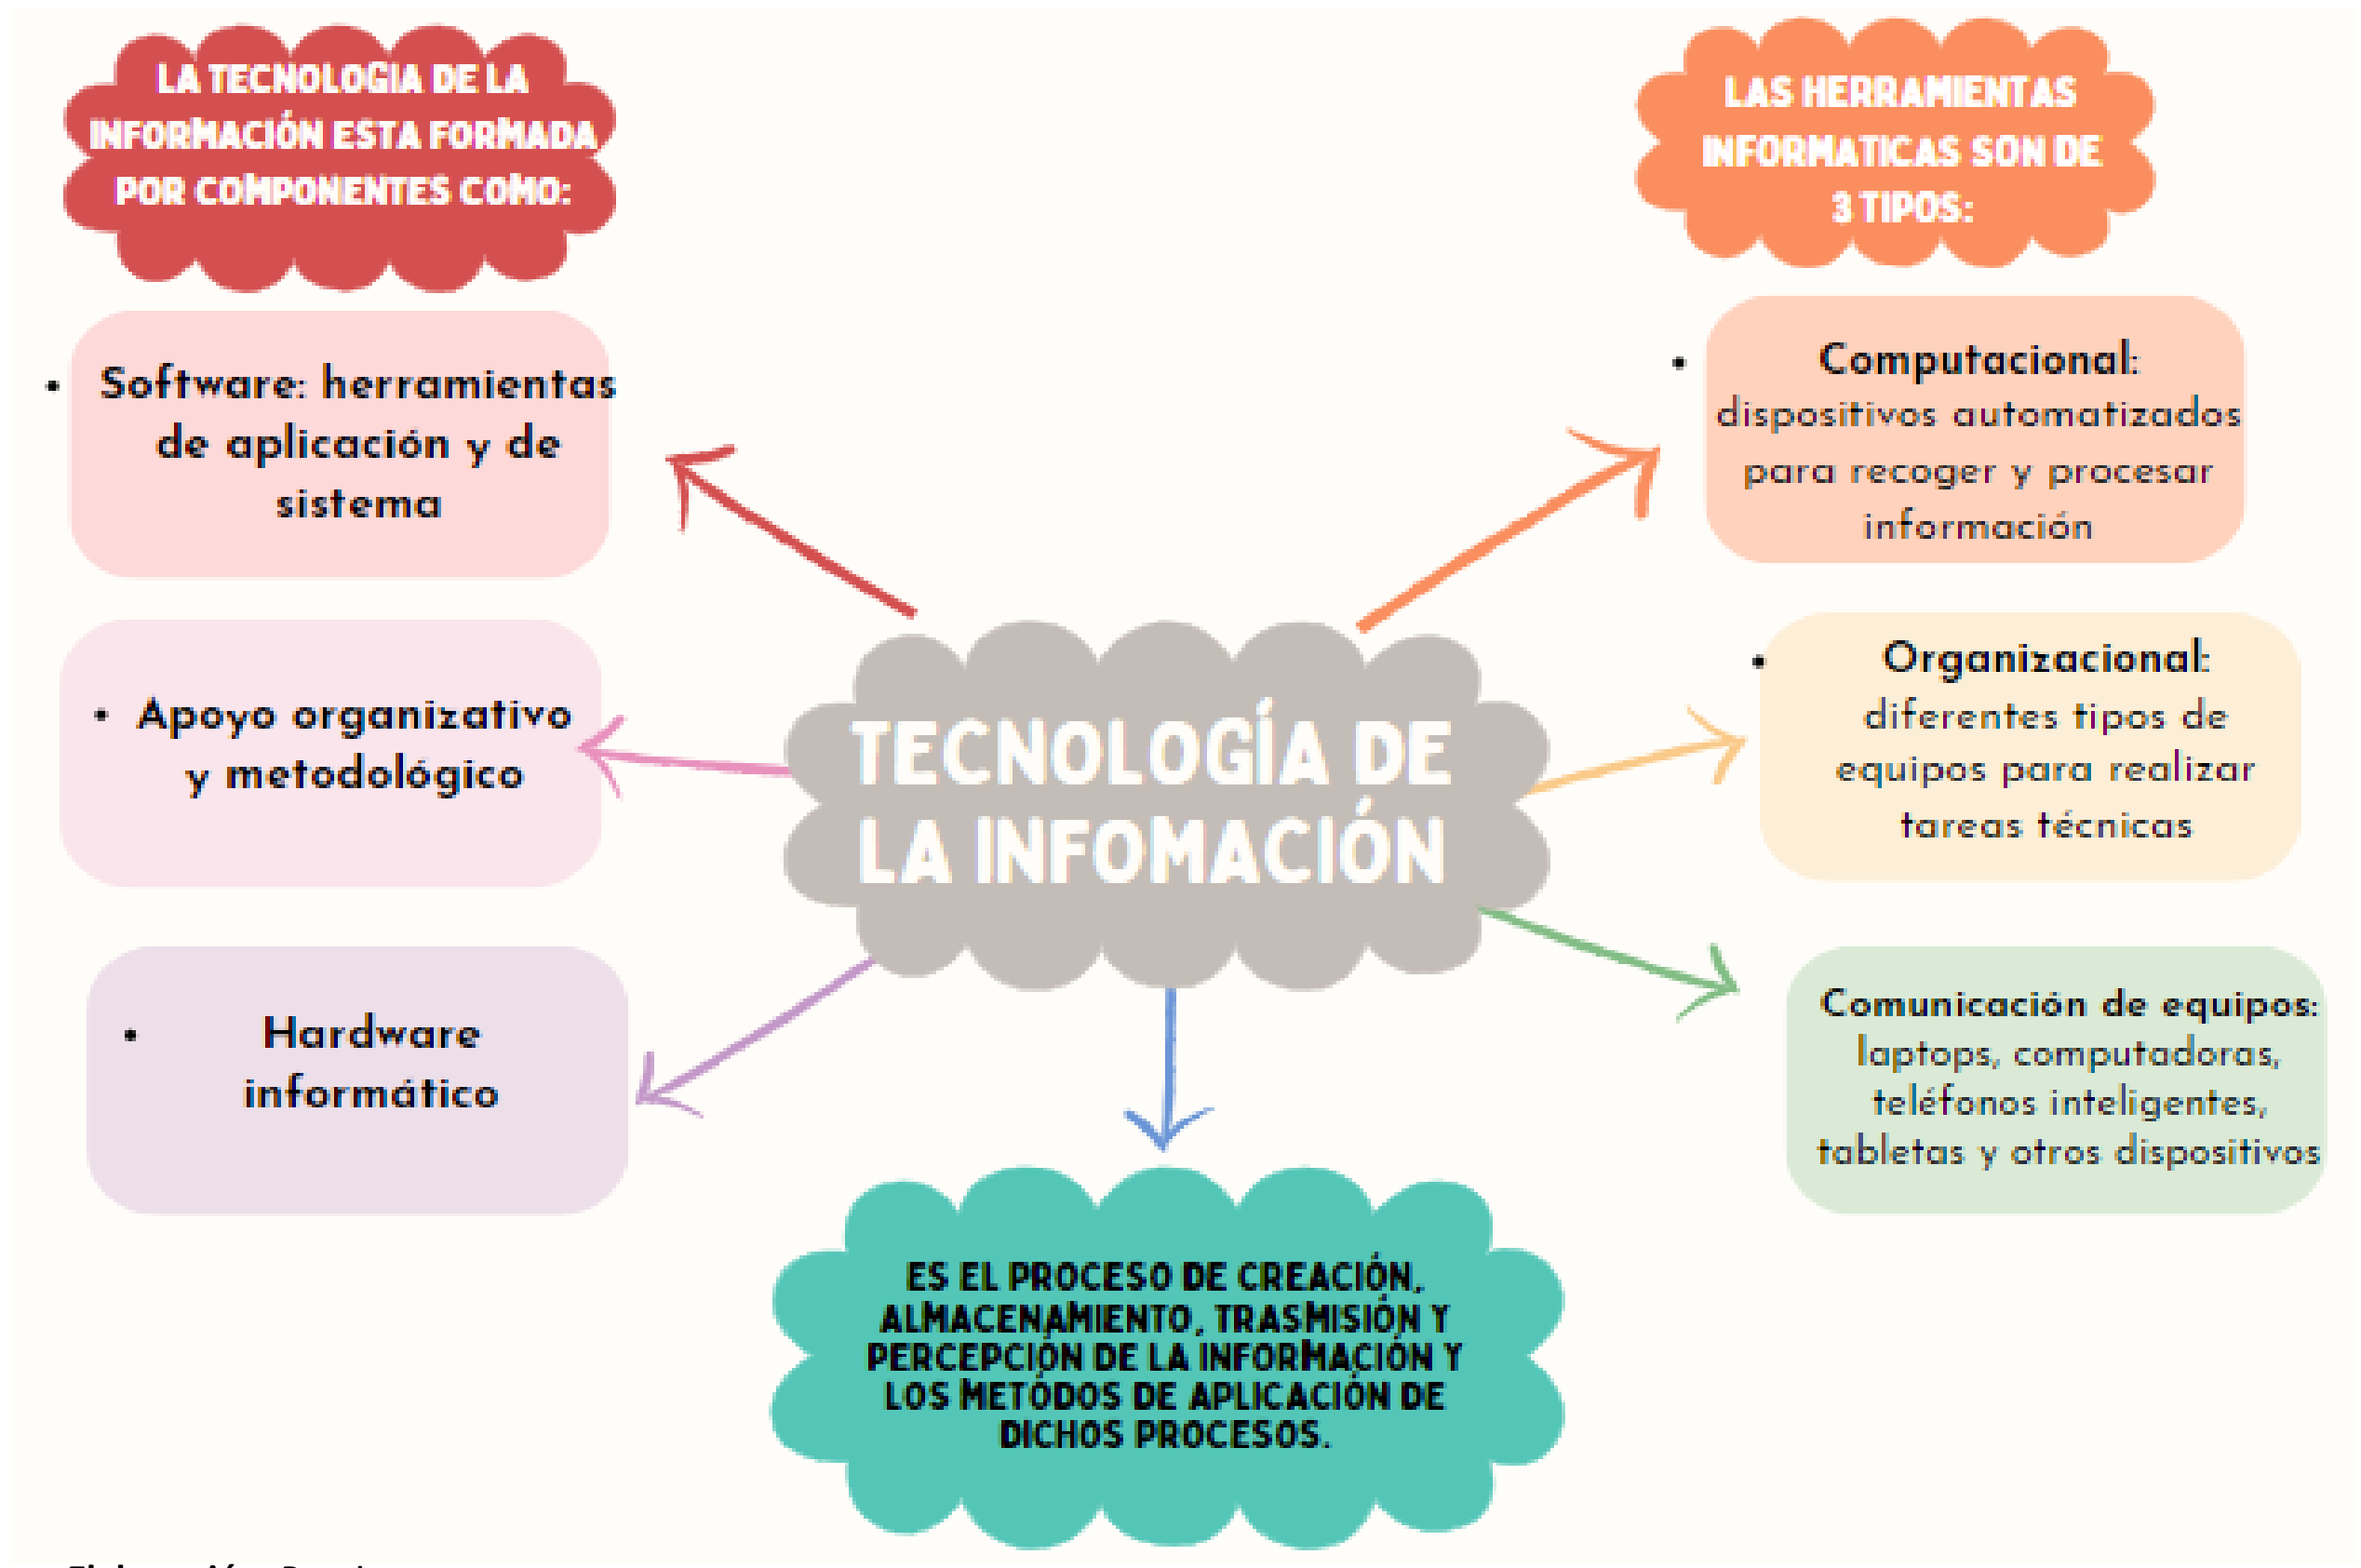 LA TECNOLOGIA DE LA
INFORMACIÓN ESTA FORMADA
POR COMPONENTES COMO:
• Software: herramientas
de aplicación y de
sistema
• Apoyo organizativo
y metodológico
• Hardware
informático
TECNOLOGÍA DE
LA INFOMACIÓN
ES EL PROCESO DE CREACIÓN,
ALMACENAMIENTO, TRASMISIÓN Y
PERCEPCIÓN DE LA INFORMACIÓN Y
LOS METÓDOS DE APLICACIÓN DE
DICHOS PROCESOS.
LAS HERRAMIENTAS
INFORMATICAS SON DE
3 TIPOS:
• Computacional:
dispositivos automatizados
para recoger y procesar
información
• Organizacional:
diferentes tipos de
equipos para realizar
tareas técnicas
Comunicación de equipos:
laptops, computadoras,
teléfonos inteligentes,
tabletas y otros dispositivos